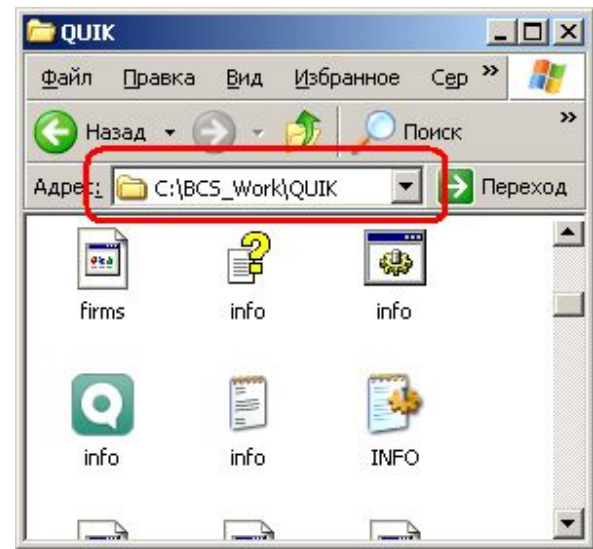 QUIK
Файл Правка Вид Избранное Сер »
Назад Поиск »
Адрес: C:\BCS_Work\QUIK Переход
firms info info
info info INFO